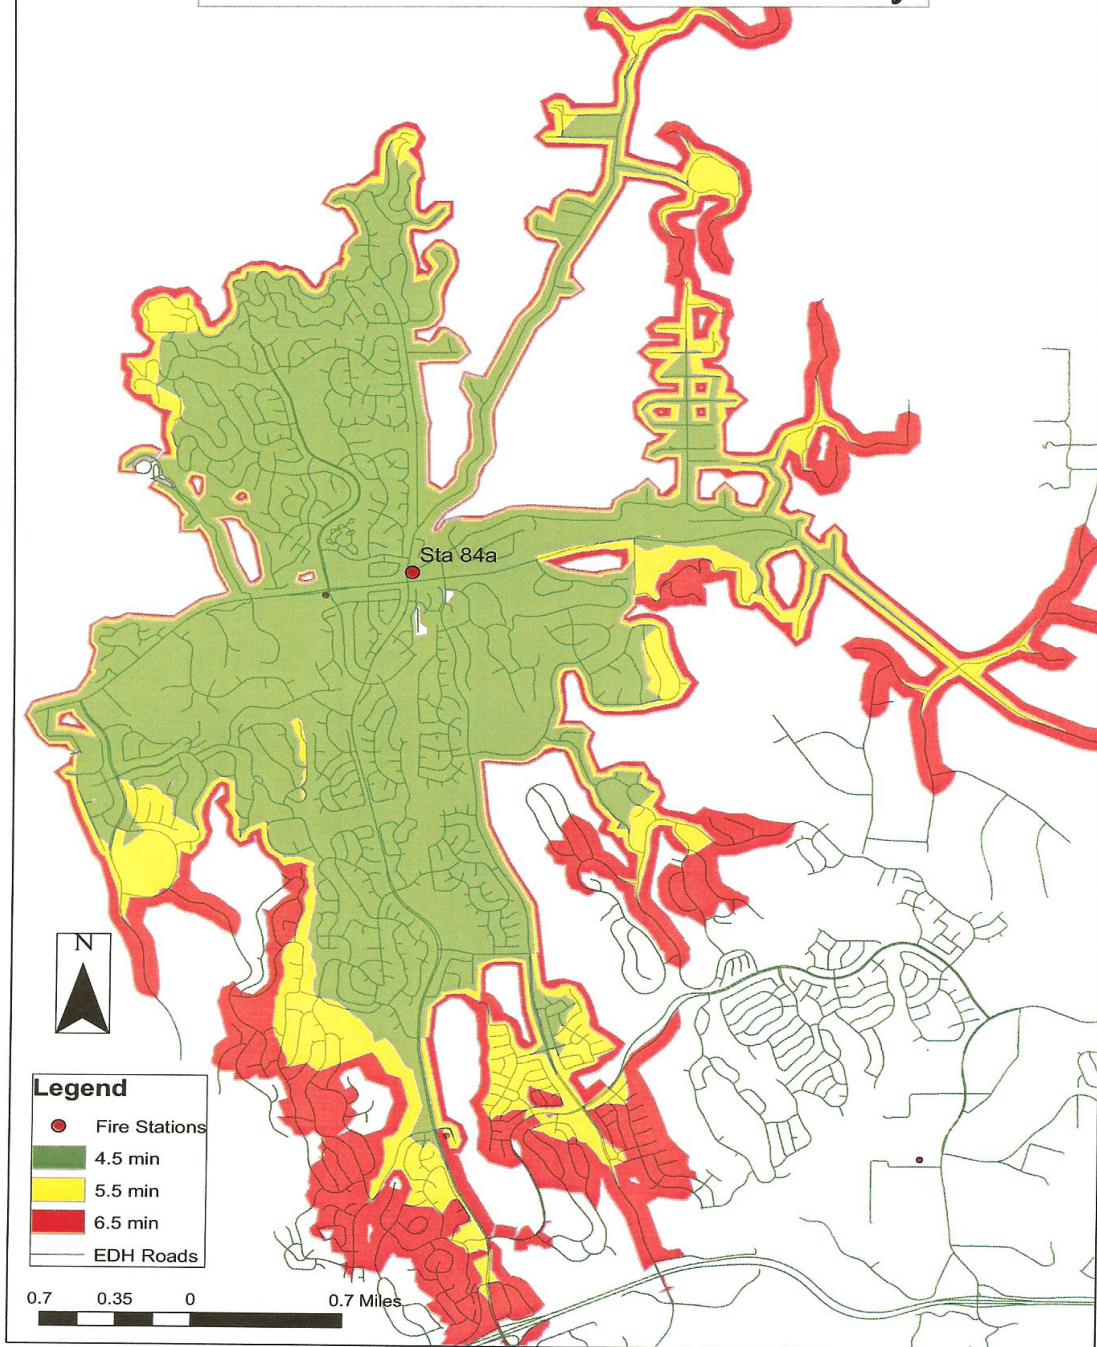 Sta 84a
N
Legend
Fire Stations
4.5 min
5.5 min
6.5 min
EDH Roads
0.7 0.35 0 0.7 Miles